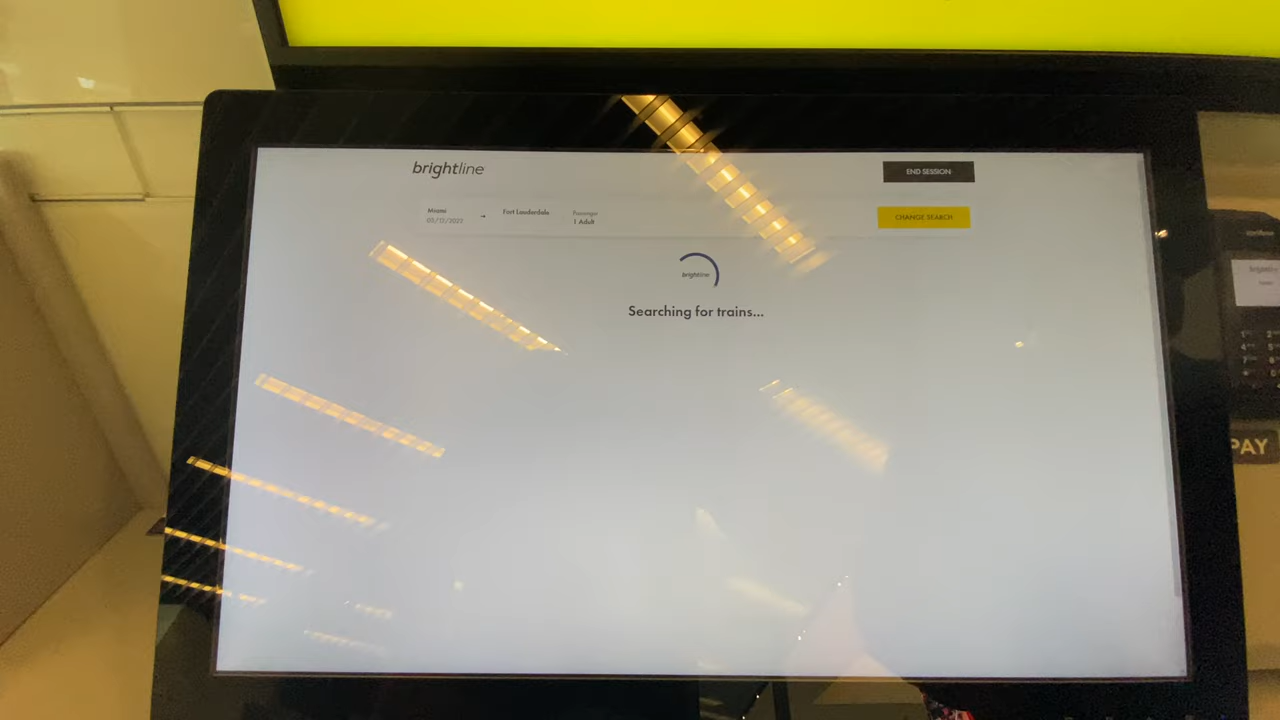 brightline
END SESSION
Miami
Fort Lauderdale
Passenger
1 Adult
CHANGE SEARCH
brightline
Searching for trains...
PAY